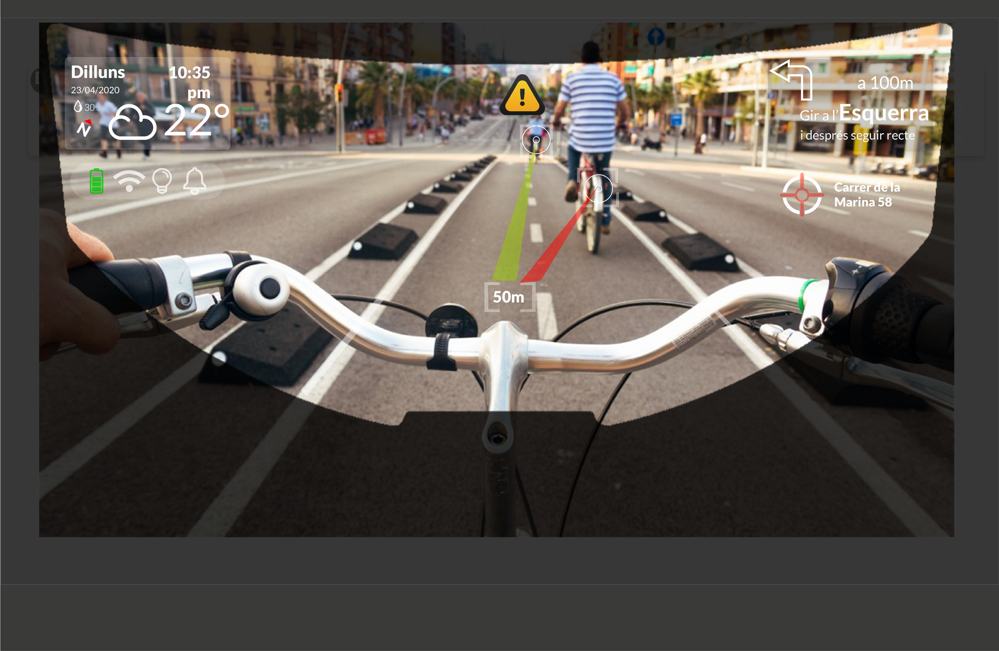 Dilluns
10:35
pm
23/04/2020
30%
N
22°
a 100m
Gir a l'Esquerra
i després seguir recte
Carrer de la
Marina 58
50m